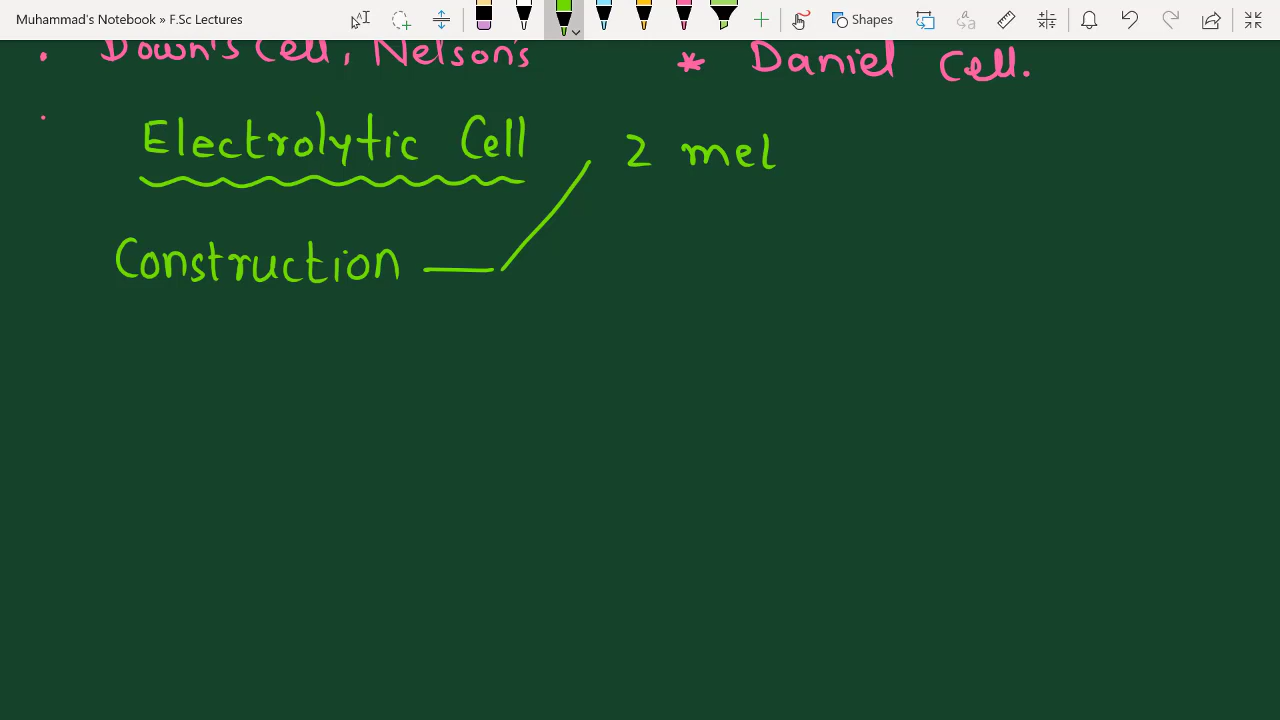 Muhammad's Notebook » F.Sc Lectures
Shapes
• Down's Cell, Nelson's
* Daniel Cell.
Electrolytic Cell
2 mel
Construction